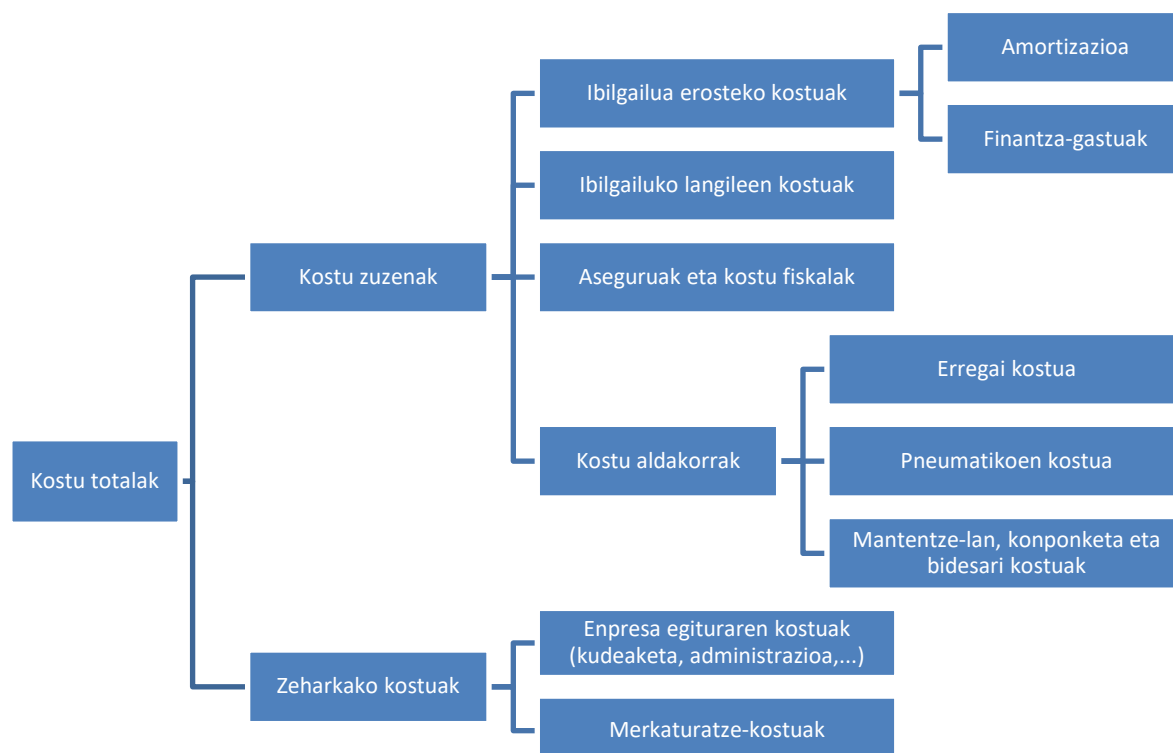 Kostu totalak
Kostu zuzenak
Ibilgailua erosteko kostuak
Amortizazioa
Finantza-gastuak
Ibilgailuko langileen kostuak
Aseguruak eta kostu fiskalak
Kostu aldakorrak
Erregai kostua
Pneumatikoen kostua
Mantentze-lan, konponketa eta
bidesari kostuak
Zeharkako kostuak
Enpresa egituraren kostuak
(kudeaketa, administrazioa,...)
Merkaturatze-kostuak